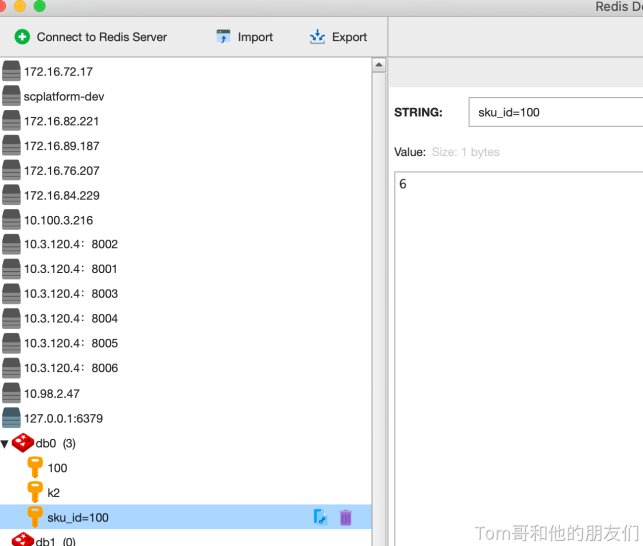 Redis De
Connect to Redis Server
Import
Export
172.16.72.17
scplatform-dev
172.16.82.221
172.16.89.187
172.16.76.207
172.16.84.229
10.100.3.216
10.3.120.4：8002
10.3.120.4：8001
10.3.120.4：8003
10.3.120.4：8004
10.3.120.4：8005
10.3.120.4：8006
10.98.2.47
127.0.0.1:6379
db0 (3)
100
k2
sku_id=100
db1 (0)
STRING:
sku_id=100
Value: Size: 1 bytes
6
Tom哥和他的朋友们